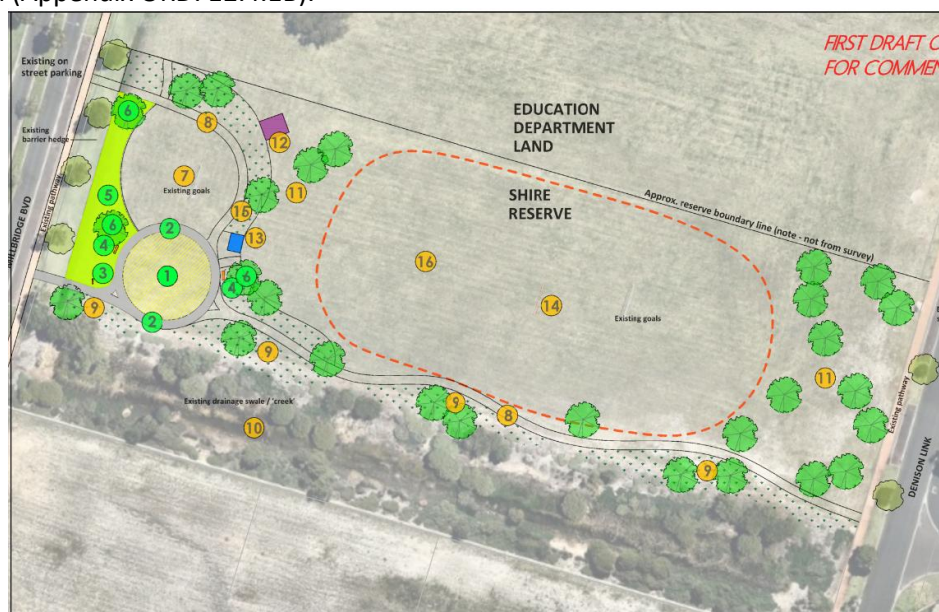 FIRST DRAFT
FOR COMMEN
Existing on
street parking
Existing
barrier hedge
EDUCATION
DEPARTMENT
LAND
SHIRE
RESERVE
Approx. reserve boundary line (note - not from survey)
Existing pathway
MILLBRIDGE BVD
6
8
12
7
Existing goals
11
5
6
15
2
4
13
3
1
6
4
9
2
9
16
14
Existing goals
11
Existing drainage swale / 'creek'
10
9
8
9
Existing pathway
DENISON LINK